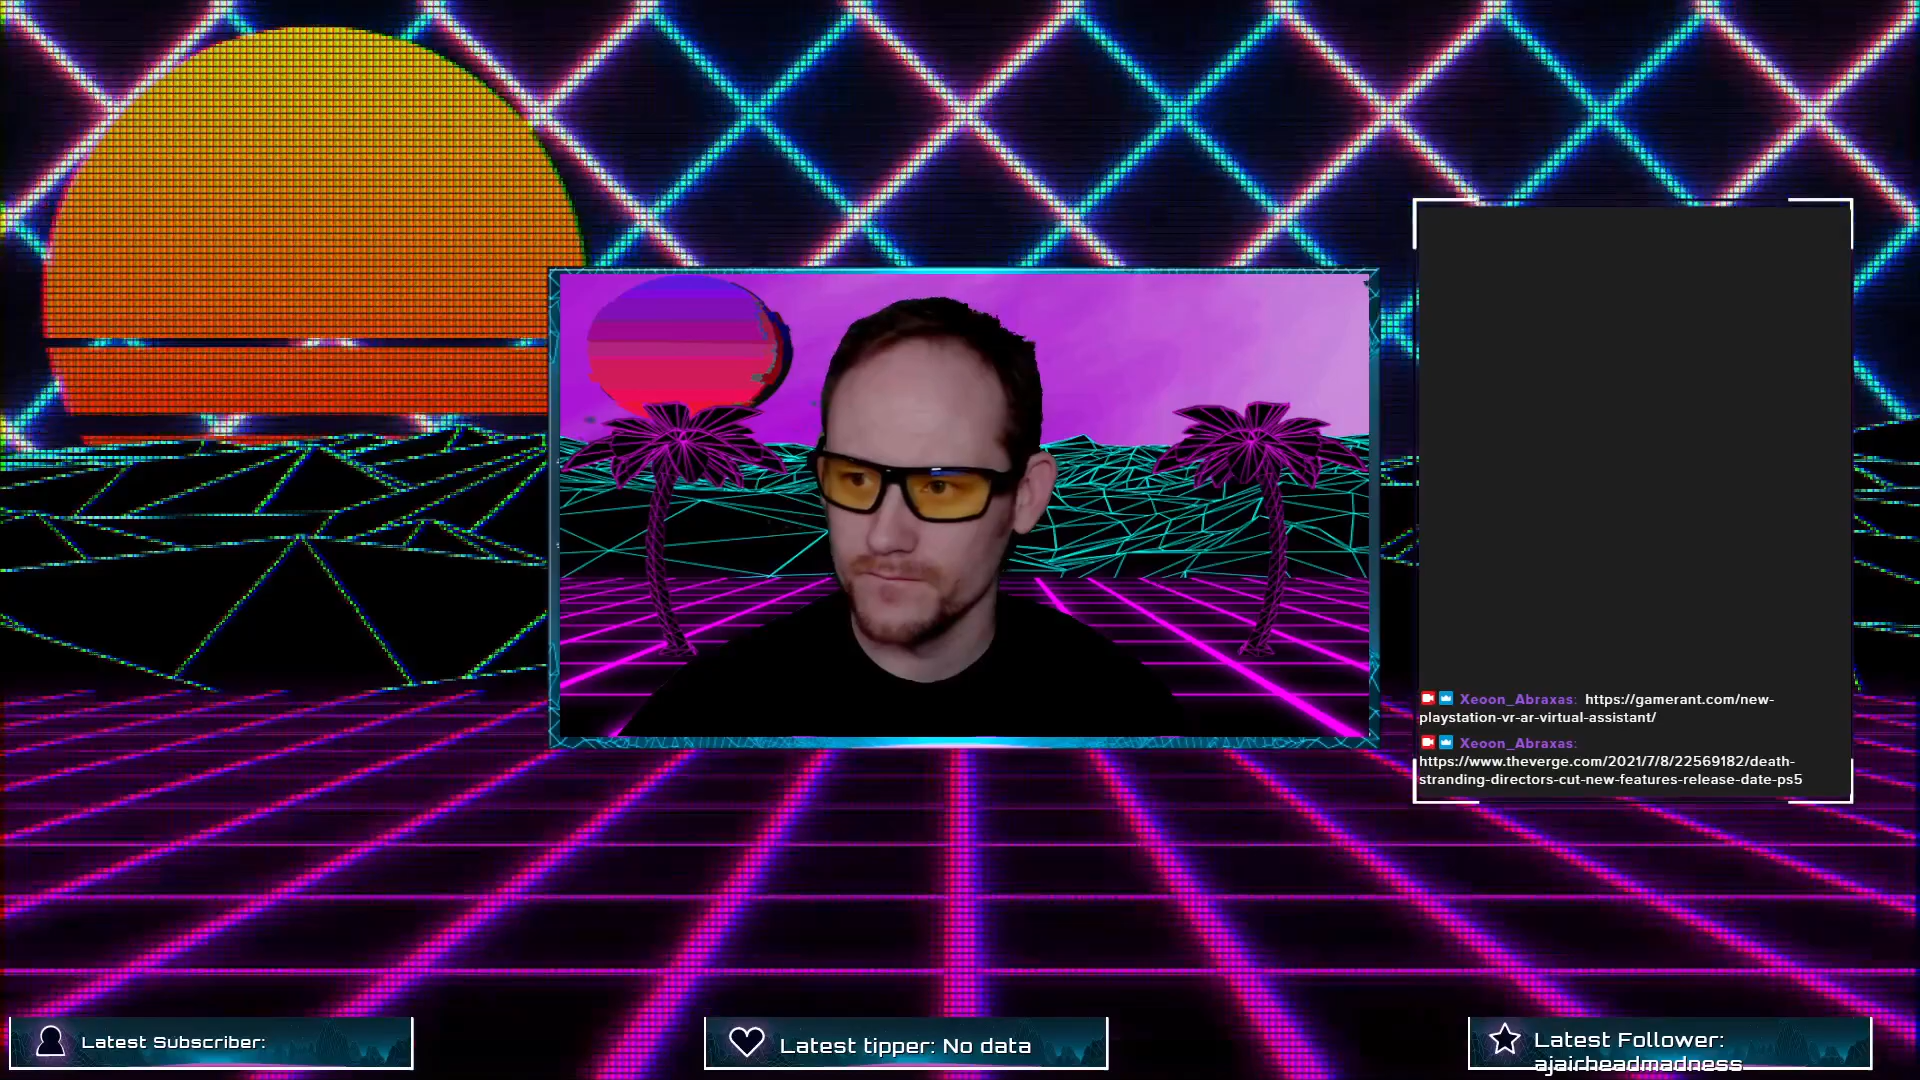 Xeoon_Abraxas: https://gamerant.com/new-
playstation-vr-ar-virtual-assistant/
Xeoon_Abraxas:
https://www.theverge.com/2021/7/8/22569182/death-
stranding-directors-cut-new-features-release-date-ps5
Latest Subscriber:
Latest tipper: No data
Latest Follower:
ajairheadmadness